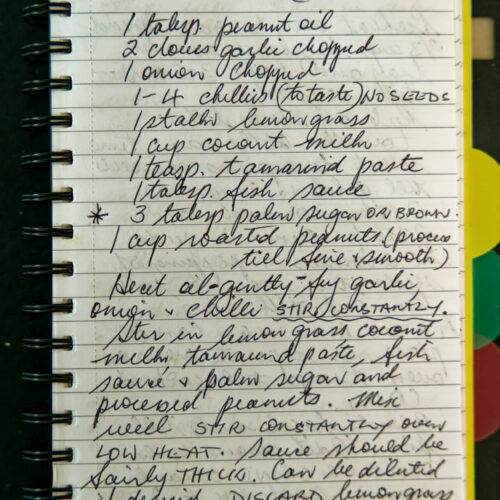 1 tablsp. peanut oil
2 cloves garlic chopped
1 onion chopped
1-4 chillies (to taste) NO SEEDS
1 stalk lemongrass
1 cup coconut milk
1 teasp. tamarind paste
1 tablsp. fish sauce
* 3 tablsp palm sugar OR BROWN.
1 cup roasted peanuts (process
till fine & smooth)
Heat oil-gently-fry garlic,
onion & chilli STIR CONSTANTLY.
Stir in lemongrass, coconut
milk, tamarind paste, fish
sauce & palm sugar and
processed peanuts. Mix
well STIR CONSTANTLY over
LOW HEAT. Sauce should be
fairly THICK. Can be diluted
if desired DISCARD lemongrass